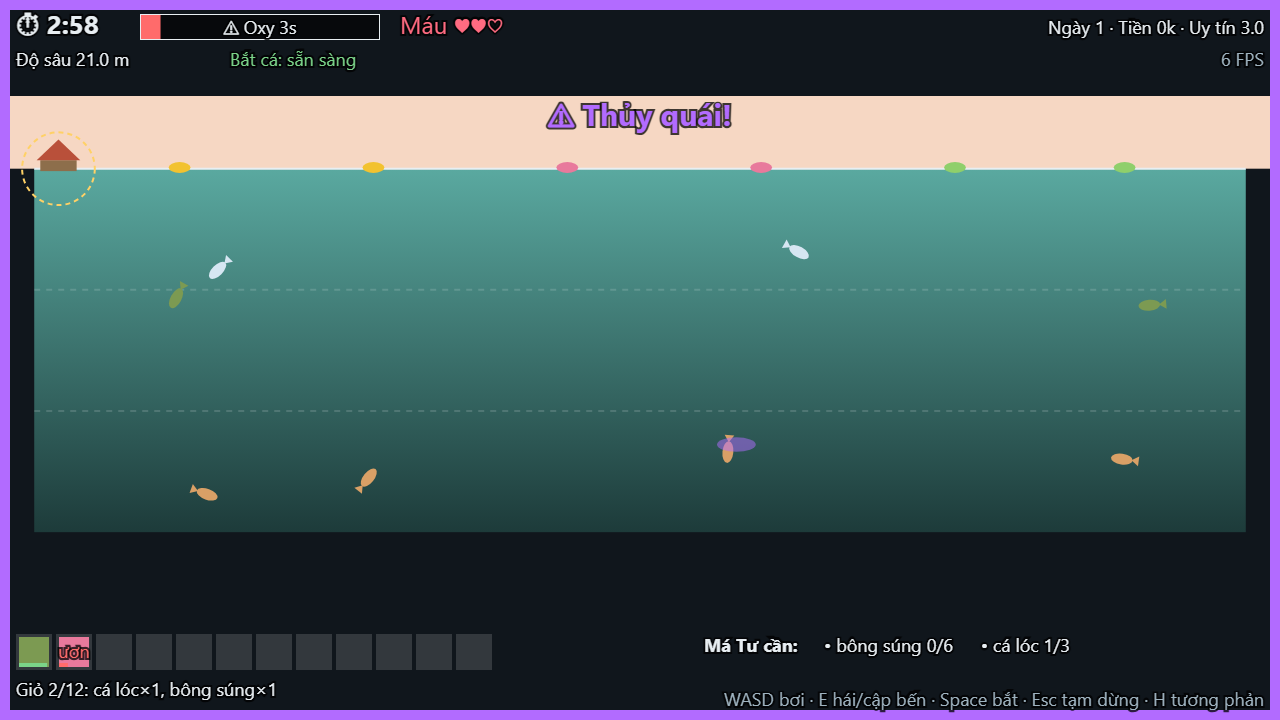 ⏱ 2:58
⚠ Oxy 3s
Máu ♥♥♡
Ngày 1 · Tiền 0k · Uy tín 3.0
Độ sâu 21.0 m
Bắt cá: sẵn sàng
6 FPS
⚠ Thủy quái!
ươn
Má Tư cần: • bông súng 0/6 • cá lóc 1/3
Giỏ 2/12: cá lóc×1, bông súng×1
WASD bơi · E hái/cập bến · Space bắt · Esc tạm dừng · H tương phản